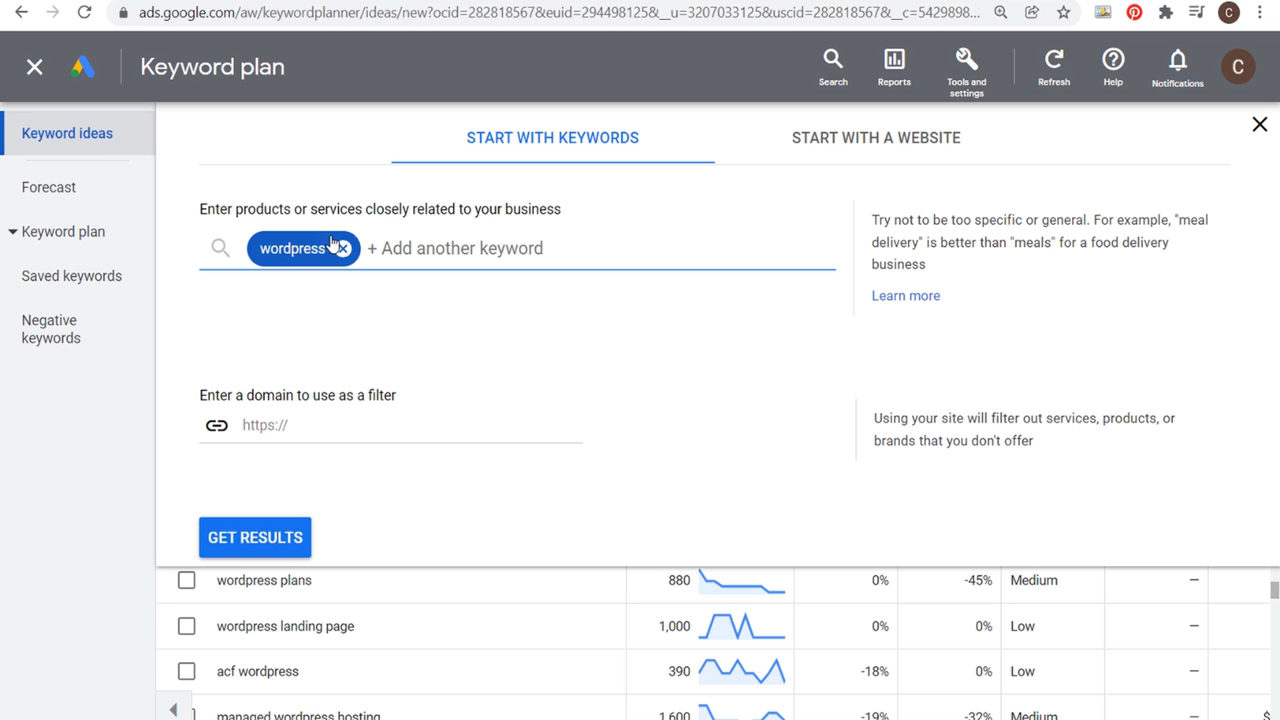 ads.google.com/aw/keywordplanner/ideas/new?ocid=282818567&euid=294498125&__u=3207033125&uscid=282818567&__c=5429898...
C
Keyword plan
Search
Reports
Tools and
settings
Refresh
Help
Notifications
C
Keyword ideas
Forecast
Keyword plan
Saved keywords
Negative
keywords
START WITH KEYWORDS
START WITH A WEBSITE
Enter products or services closely related to your business
wordpress
+ Add another keyword
Try not to be too specific or general. For example, "meal
delivery" is better than "meals" for a food delivery
business
Learn more
Enter a domain to use as a filter
https://
Using your site will filter out services, products, or
brands that you don't offer
GET RESULTS
wordpress plans 880 0% -45% Medium –
wordpress landing page 1,000 0% 0% Low –
acf wordpress 390 -18% 0% Low –
managed wordpress hosting 1,600 -19% -32% Medium – $